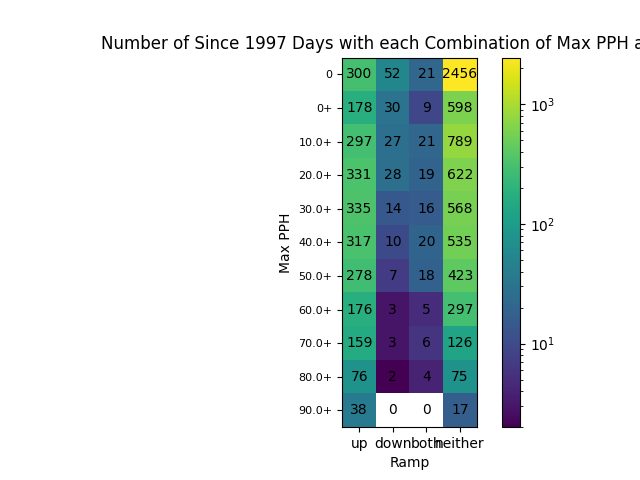 Number of Since 1997 Days with each Combination of Max PPH a
0 300 52 21 2456
0+ 178 30 9 598
10.0+ 297 27 21 789
20.0+ 331 28 19 622
30.0+ 335 14 16 568
40.0+ 317 10 20 535
50.0+ 278 7 18 423
60.0+ 176 3 5 297
70.0+ 159 3 6 126
80.0+ 76 2 4 75
90.0+ 38 0 0 17
up down both neither
Ramp
Max PPH
10³
10²
10¹